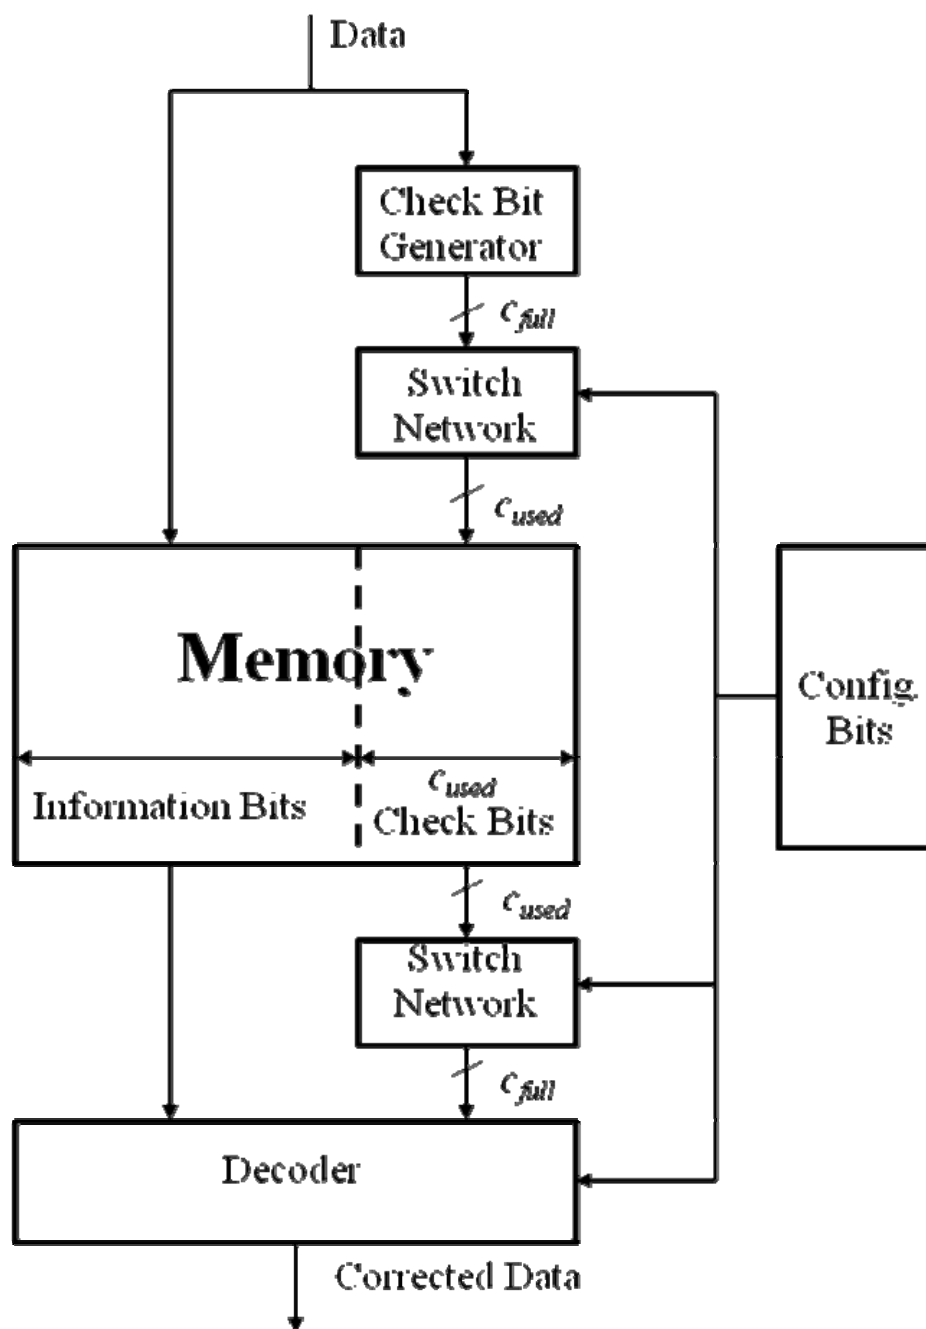 Data
Check Bit
Generator
c_full
Switch
Network
c_used
Memory
Config
Bits
c_used
Information Bits
Check Bits
c_used
Switch
Network
c_full
Decoder
Corrected Data